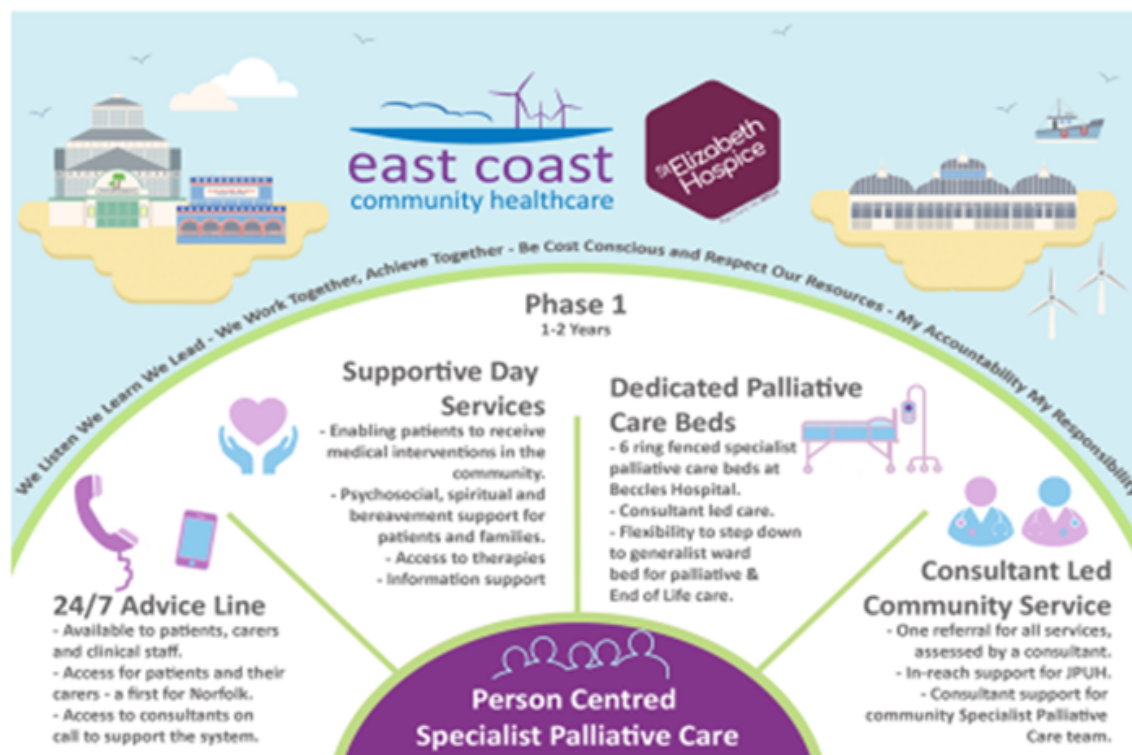 east coast
community healthcare
St Elizabeth
Hospice
We Listen We Learn We Lead - We Work Together, Achieve Together - Be Cost Conscious and Respect Our Resources - My Accountability My Responsibility
Phase 1
1-2 Years
24/7 Advice Line
- Available to patients, carers
and clinical staff.
- Access for patients and their
carers - a first for Norfolk.
- Access to consultants on
call to support the system.
Supportive Day
Services
- Enabling patients to receive
medical interventions in the
community.
- Psychosocial, spiritual and
bereavement support for
patients and families.
- Access to therapies
- Information support
Dedicated Palliative
Care Beds
- 6 ring fenced specialist
palliative care beds at
Beccles Hospital.
- Consultant led care.
- Flexibility to step down
to generalist ward
bed for palliative &
End of Life care.
Consultant Led
Community Service
- One referral for all services,
assessed by a consultant.
- In-reach support for JPUH.
- Consultant support for
community Specialist Palliative
Care team.
Person Centred
Specialist Palliative Care